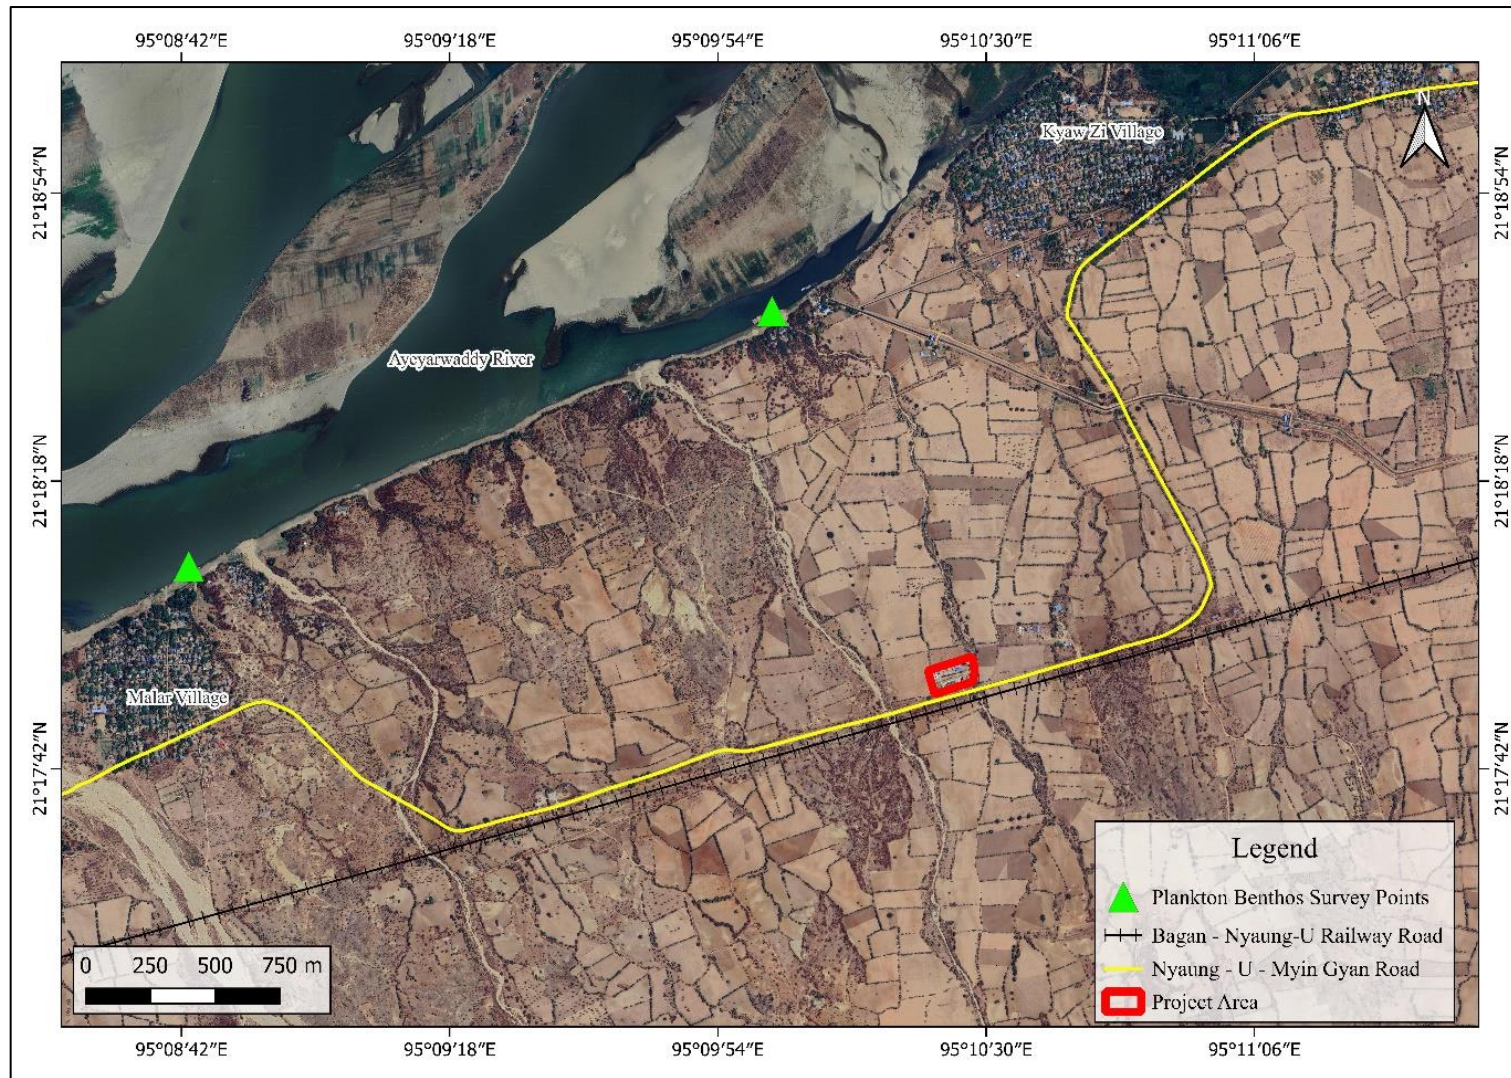 95°08′42″E 95°09′18″E 95°09′54″E 95°10′30″E 95°11′06″E
N
Kyaw Zi Village
21°18′54″N 21°18′54″N
Ayeyarwaddy River
21°18′18″N 21°18′18″N
Malar Village
21°17′42″N 21°17′42″N
Legend
Plankton Benthos Survey Points
Bagan - Nyaung-U Railway Road
Nyaung - U - Myin Gyan Road
Project Area
0 250 500 750 m
95°08′42″E 95°09′18″E 95°09′54″E 95°10′30″E 95°11′06″E